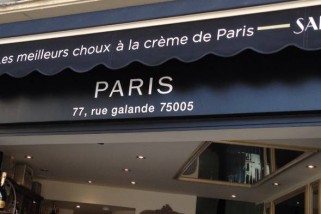 Les meilleurs choux à la crème de Paris
PARIS
77, rue galande 75005